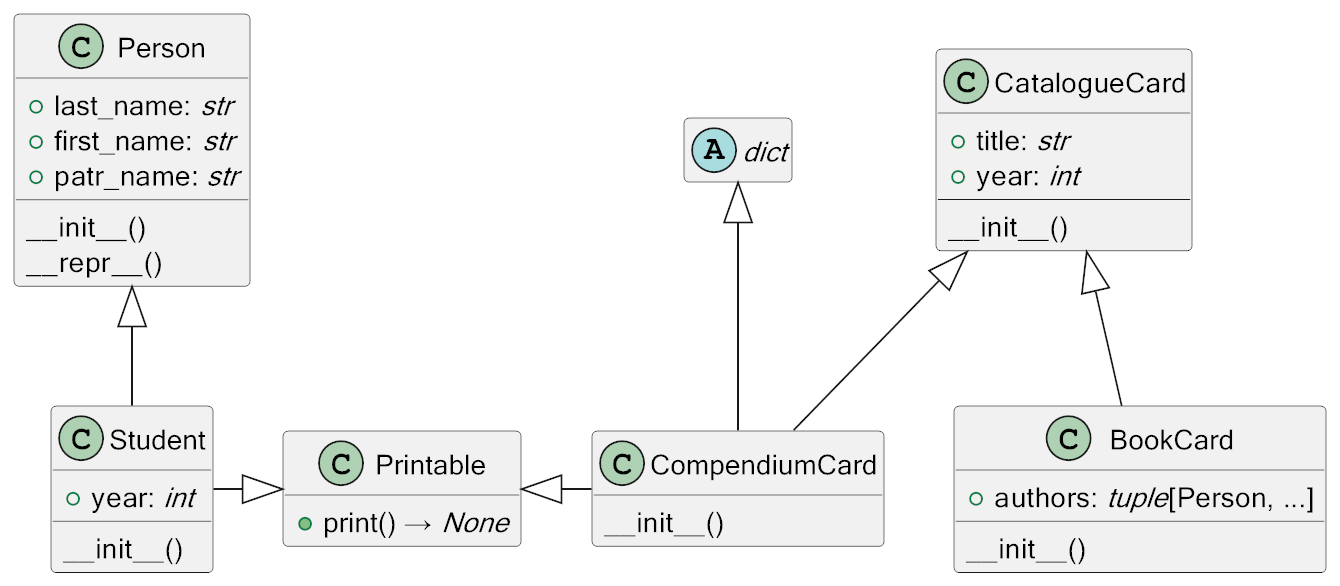 C Person
last_name: str
first_name: str
patr_name: str
__init__()
__repr__()
A dict
C CatalogueCard
title: str
year: int
__init__()
C Student
year: int
__init__()
C Printable
print() → None
C CompendiumCard
__init__()
C BookCard
authors: tuple[Person, ...]
__init__()